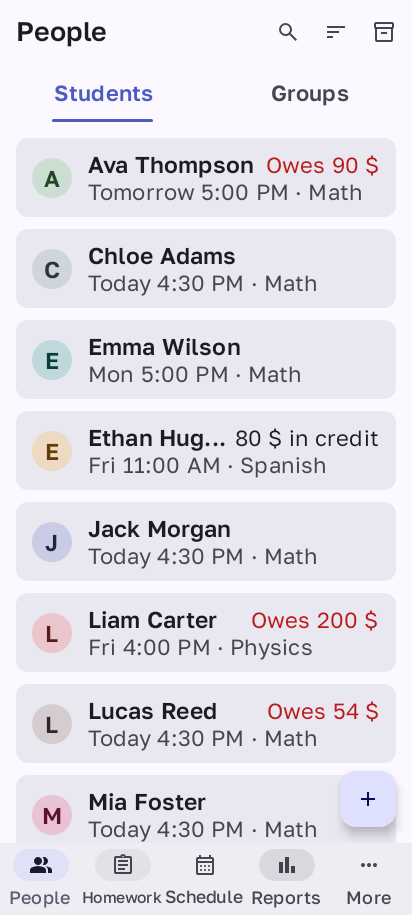 People
Students Groups
A Ava Thompson Owes 90 $
Tomorrow 5:00 PM · Math
C Chloe Adams
Today 4:30 PM · Math
E Emma Wilson
Mon 5:00 PM · Math
E Ethan Hug... 80 $ in credit
Fri 11:00 AM · Spanish
J Jack Morgan
Today 4:30 PM · Math
L Liam Carter Owes 200 $
Fri 4:00 PM · Physics
L Lucas Reed Owes 54 $
Today 4:30 PM · Math
M Mia Foster
Today 4:30 PM · Math
People Homework Schedule Reports More